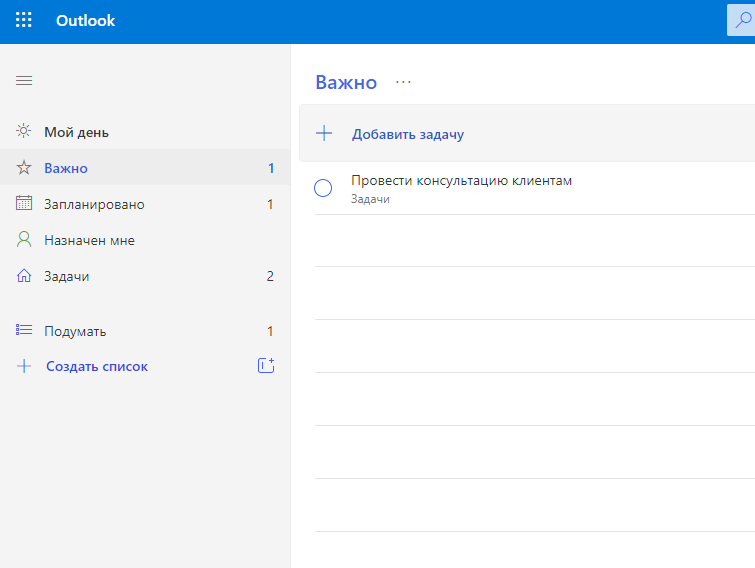 Outlook
Важно ...
Добавить задачу
Провести консультацию клиентам
Задачи
Мой день
Важно 1
Запланировано 1
Назначен мне
Задачи 2
Подумать 1
Создать список